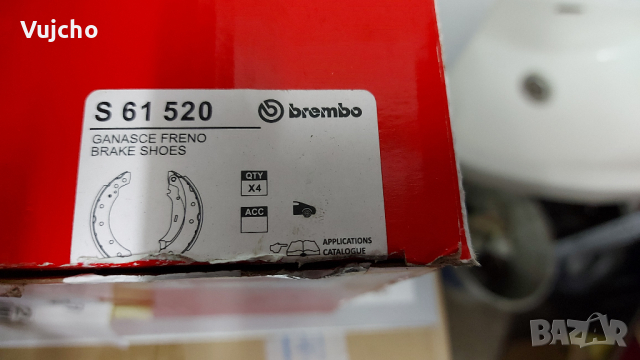 Vujcho
S 61 520
brembo
GANASCE FRENO
BRAKE SHOES
QTY
X4
ACC
APPLICATIONS
CATALOGUE
BAZAR